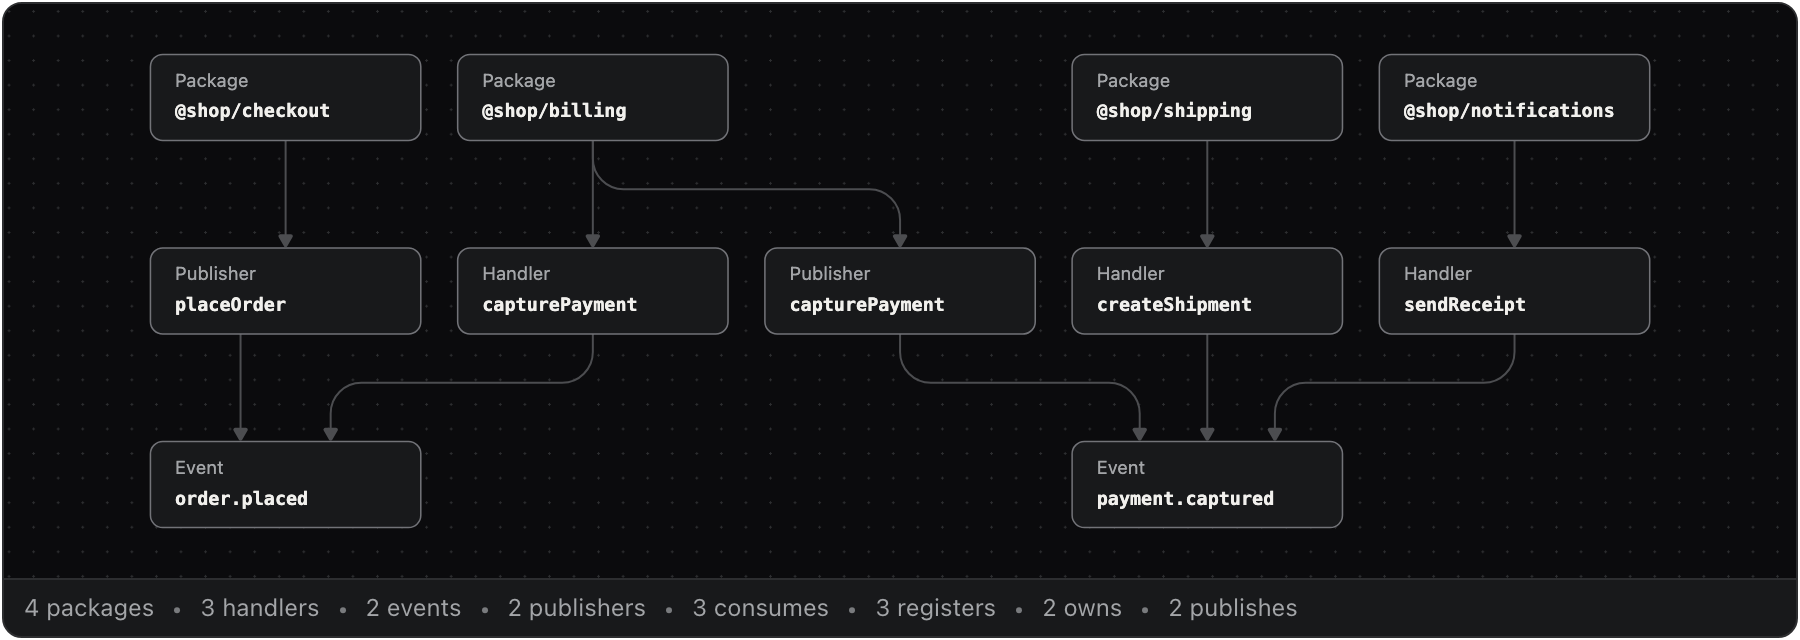 Package
@shop/checkout
Package
@shop/billing
Package
@shop/shipping
Package
@shop/notifications
Publisher
placeOrder
Handler
capturePayment
Publisher
capturePayment
Handler
createShipment
Handler
sendReceipt
Event
order.placed
Event
payment.captured
4 packages • 3 handlers • 2 events • 2 publishers • 3 consumes • 3 registers • 2 owns • 2 publishes